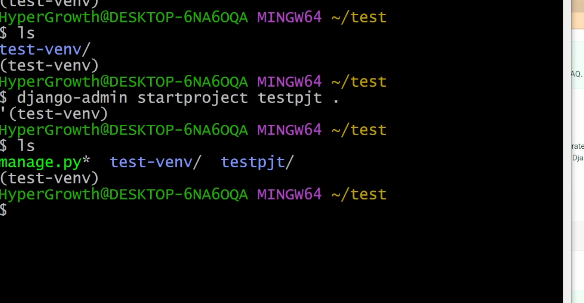 (test-venv)
HyperGrowth@DESKTOP-6NA6OQA MINGW64 ~/test
$ ls
test-venv/
(test-venv)
HyperGrowth@DESKTOP-6NA6OQA MINGW64 ~/test
$ django-admin startproject testpjt .
'(test-venv)
HyperGrowth@DESKTOP-6NA6OQA MINGW64 ~/test
$ ls
manage.py*  test-venv/  testpjt/
(test-venv)
HyperGrowth@DESKTOP-6NA6OQA MINGW64 ~/test
$
AQ.
rate
Dja